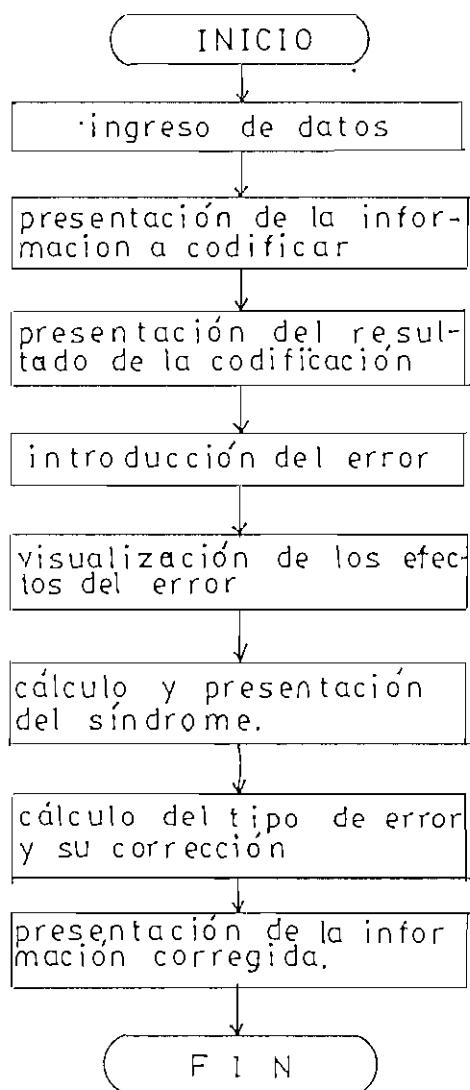 INICIO
ingreso de datos
presentación de la infor-
macion a codificar
presentación del resul-
tado de la codificación
introducción del error
visualización de los efec-
tos del error
cálculo y presentación
del síndrome.
cálculo del tipo de error
y su corrección
presentación de la infor
mación corregida.
FIN